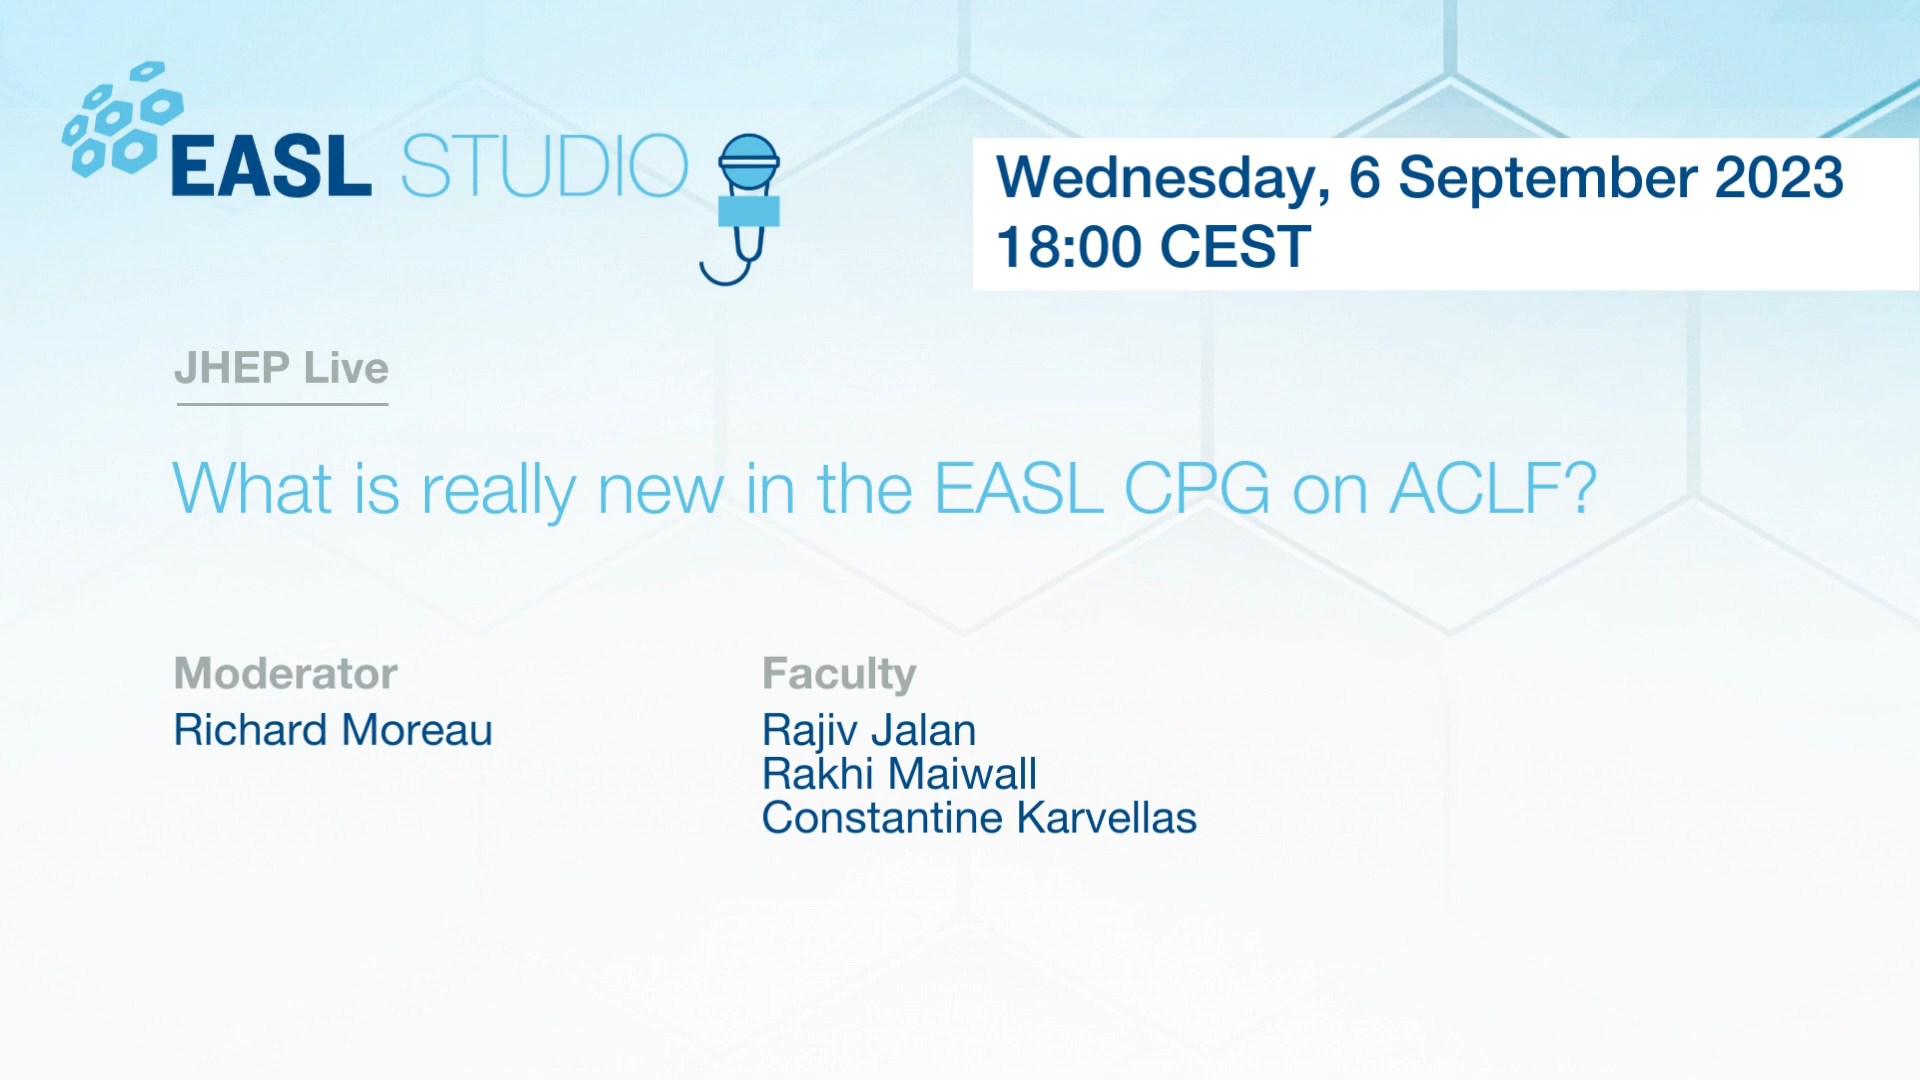 EASL STUDIO
Wednesday, 6 September 2023
18:00 CEST
JHEP Live
What is really new in the EASL CPG on ACLF?
Moderator
Richard Moreau
Faculty
Rajiv Jalan
Rakhi Maiwall
Constantine Karvellas